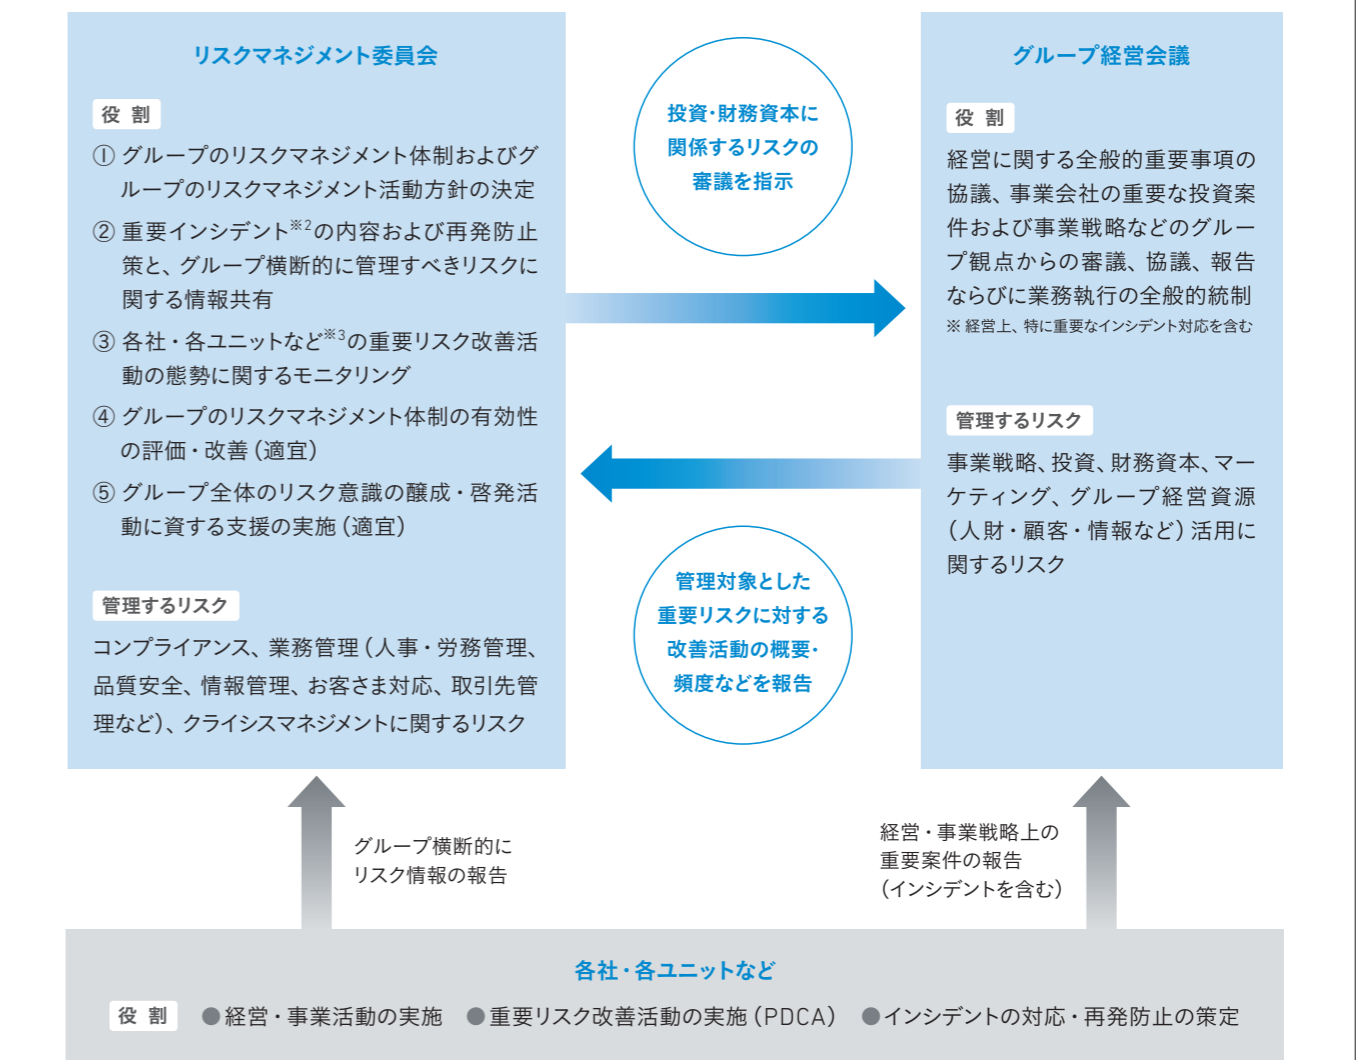 リスクマネジメント委員会
役 割
① グループのリスクマネジメント体制およびグ
ループのリスクマネジメント活動方針の決定
② 重要インシデント※2の内容および再発防止
策と、グループ横断的に管理すべきリスクに
関する情報共有
③ 各社・各ユニットなど※3の重要リスク改善活
動の態勢に関するモニタリング
④ グループのリスクマネジメント体制の有効性
の評価・改善（適宜）
⑤ グループ全体のリスク意識の醸成・啓発活
動に資する支援の実施（適宜）
管理するリスク
コンプライアンス、業務管理（人事・労務管理、
品質安全、情報管理、お客さま対応、取引先管
理など）、クライシスマネジメントに関するリスク
投資・財務資本に
関係するリスクの
審議を指示
管理対象とした
重要リスクに対する
改善活動の概要・
頻度などを報告
グループ経営会議
役 割
経営に関する全般的重要事項の
協議、事業会社の重要な投資案
件および事業戦略などのグルー
プ観点からの審議、協議、報告
ならびに業務執行の全般的統制
※ 経営上、特に重要なインシデント対応を含む
管理するリスク
事業戦略、投資、財務資本、マー
ケティング、グループ経営資源
（人財・顧客・情報など）活用に
関するリスク
グループ横断的に
リスク情報の報告
経営・事業戦略上の
重要案件の報告
（インシデントを含む）
各社・各ユニットなど
役 割 ●経営・事業活動の実施 ●重要リスク改善活動の実施（PDCA） ●インシデントの対応・再発防止の策定